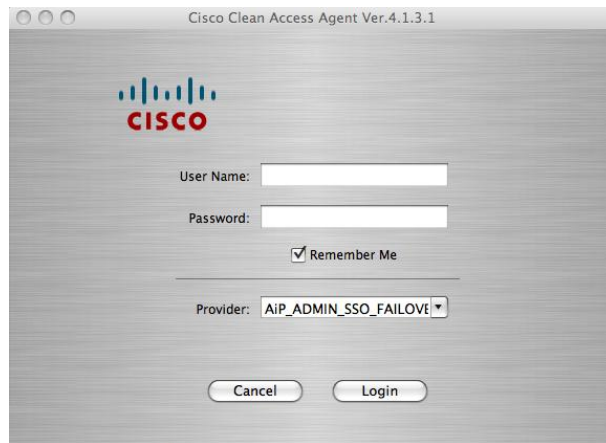 Cisco Clean Access Agent Ver.4.1.3.1
CISCO
User Name:
Password:
Remember Me
Provider: AiP_ADMIN_SSO_FAILOVE
Cancel Login